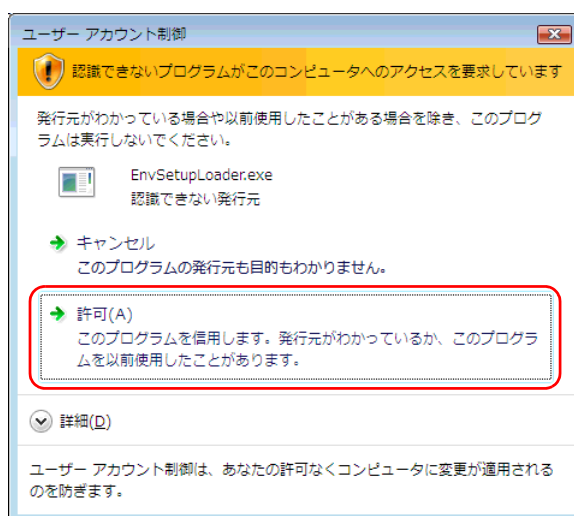 ユーザー アカウント制御
認識できないプログラムがこのコンピュータへのアクセスを要求しています
発行元がわかっている場合や以前使用したことがある場合を除き、このプログ
ラムは実行しないでください。
EnvSetupLoader.exe
認識できない発行元
キャンセル
このプログラムの発行元も目的もわかりません。
許可(A)
このプログラムを信用します。発行元がわかっているか、このプログラ
ムを以前使用したことがあります。
詳細(D)
ユーザー アカウント制御は、あなたの許可なくコンピュータに変更が適用される
のを防ぎます。